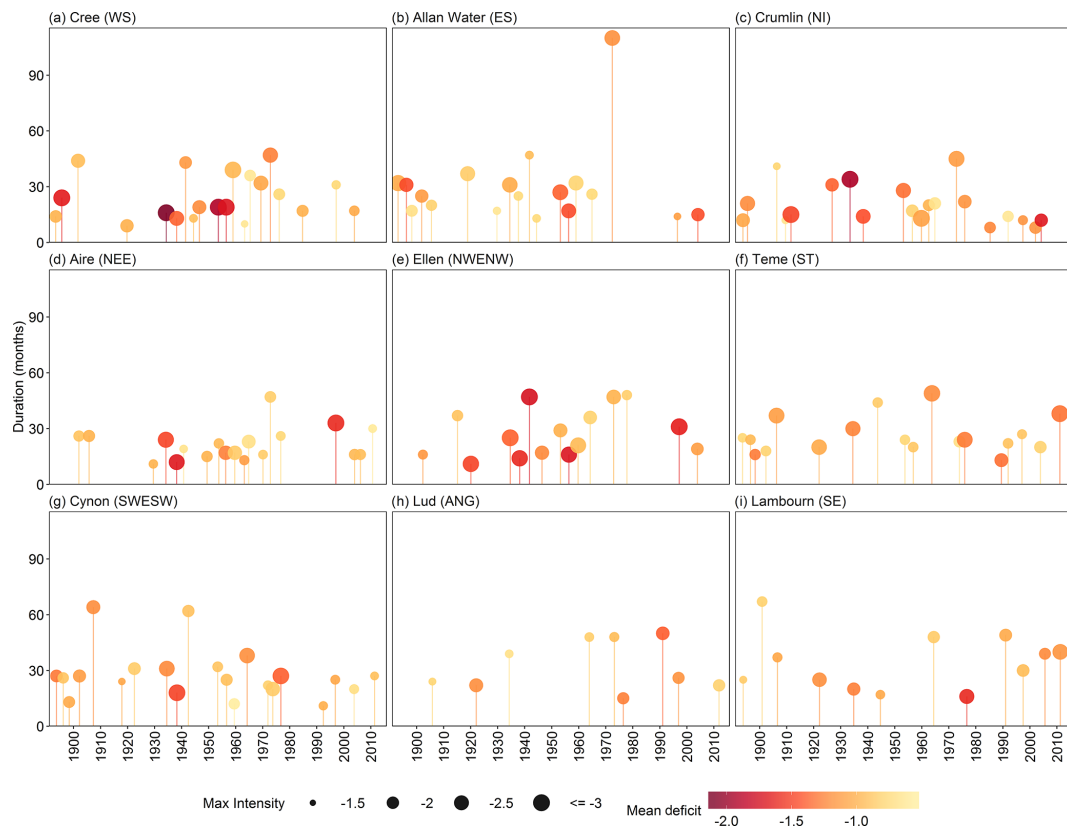 (a) Cree (WS)
(b) Allan Water (ES)
(c) Crumlin (NI)
90
60
30
0
(d) Aire (NEE)
(e) Ellen (NWENW)
(f) Teme (ST)
Duration (months)
90
60
30
0
(g) Cynon (SWESW)
(h) Lud (ANG)
(i) Lambourn (SE)
90
60
30
0
1900 1910 1920 1930 1940 1950 1960 1970 1980 1990 2000 2010
1900 1910 1920 1930 1940 1950 1960 1970 1980 1990 2000 2010
1900 1910 1920 1930 1940 1950 1960 1970 1980 1990 2000 2010
Max Intensity -1.5 -2 -2.5 <= -3
Mean deficit
-2.0 -1.5 -1.0